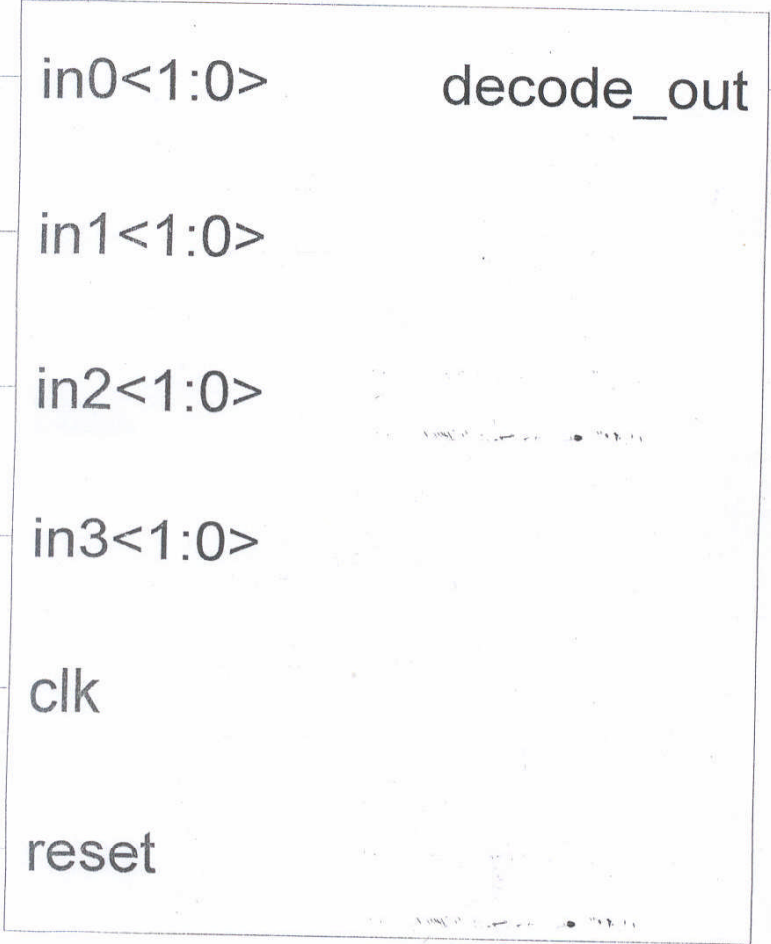 in0<1:0> decode_out
in1<1:0>
in2<1:0>
in3<1:0>
clk
reset